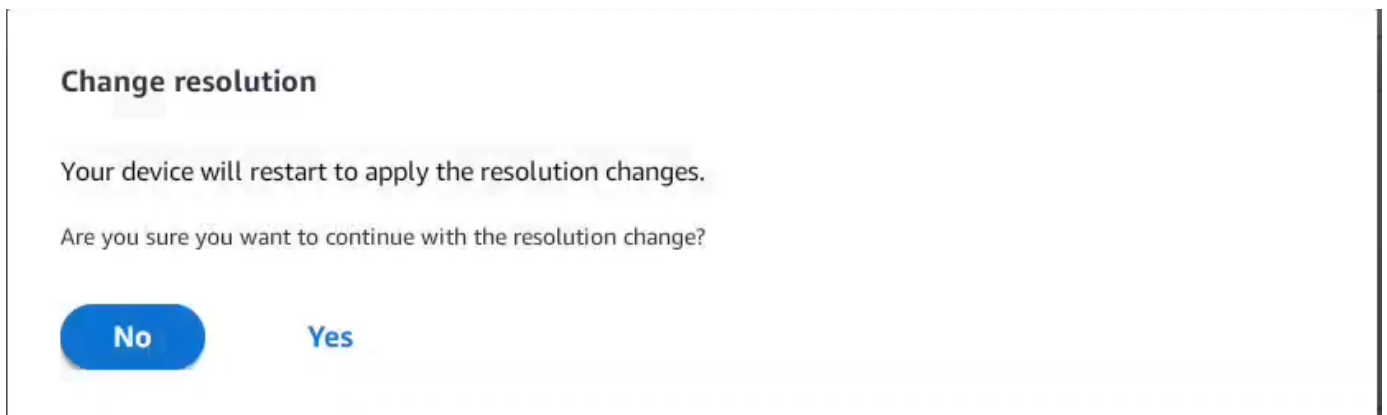 Change resolution
Your device will restart to apply the resolution changes.
Are you sure you want to continue with the resolution change?
No Yes